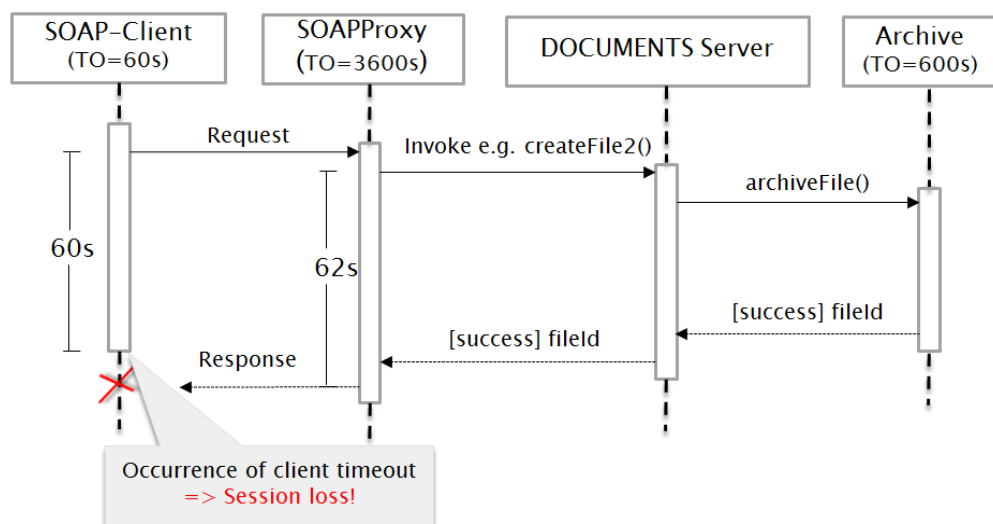 SOAP-Client
(TO=60s)
SOAPProxy
(TO=3600s)
DOCUMENTS Server
Archive
(TO=600s)
Request
Invoke e.g. createFile2()
archiveFile()
60s
62s
[success] fileId
[success] fileId
Response
Occurrence of client timeout
=> Session loss!